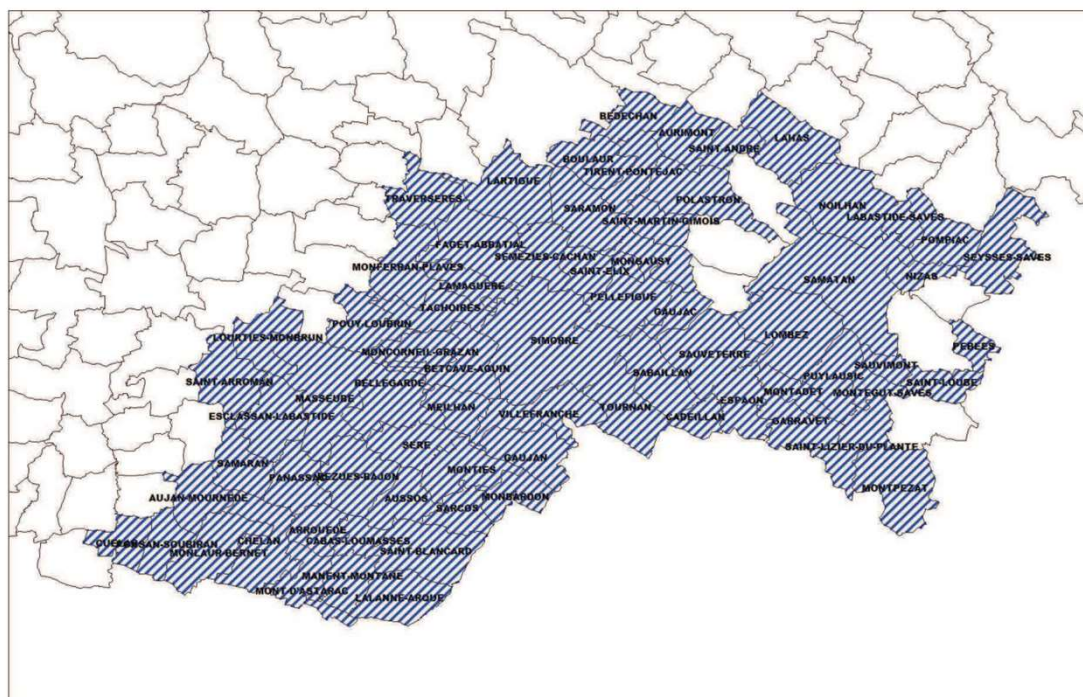 BEDECHAN
AURIMONT
LAHAS
SAINT-ANDRE
BOULAUR
TIRENT-PONTEJAC
LARTIGUE
TRAVERSERES
POLASTRON
NOILHAN
SARAMON
LABASTIDE-SAVES
SAINT-MARTIN-GIMOIS
POMPIAC
FAGET-ABBATIAL
SEMEZIES-CACHAN
MONBAUSY
SEYSSES-SAVES
MONFERRAN-PLAVES
SAINT-ELIX
NIZAS
SAMATAN
LAMAGUERE
PELLEFIGUE
TACHOIRES
GAUJAC
POUY-LOUBRIN
LOURTIES-MONBRUN
LOMBEZ
SIMORRE
PEBEES
MONCORNEIL-GRAZAN
SAUVETERRE
BETCAVE-AGUIN
SAUVIMONT
SABAILLAN
PUYLAUSIC
SAINT-ARROMAN
BELLEGARDE
SAINT-LOUBE
MONTADET
MONTEGUT-SAVES
MASSEUBE
ESPAON
MEILHAN
TOURNAN
ESCLASSAN-LABASTIDE
VILLEFRANCHE
CADEILLAN
GARRAVET
SERE
SAINT-LIZIER-DU-PLANTE
GAUJAN
SAMARAN
MONTIES
PANASSAC
BEZUES-BAJON
MONTPEZAT
AUJAN-MOURNEDE
AUSSOS
MONBARDON
SARCOS
ARROUEDE
CHELAN
CABAS-LOUMASSES
CUELAS
MONLAUR-BERNET
SAINT-BLANCARD
MANENT-MONTANE
MONT-D'ASTARAC
LALANNE-ARQUE